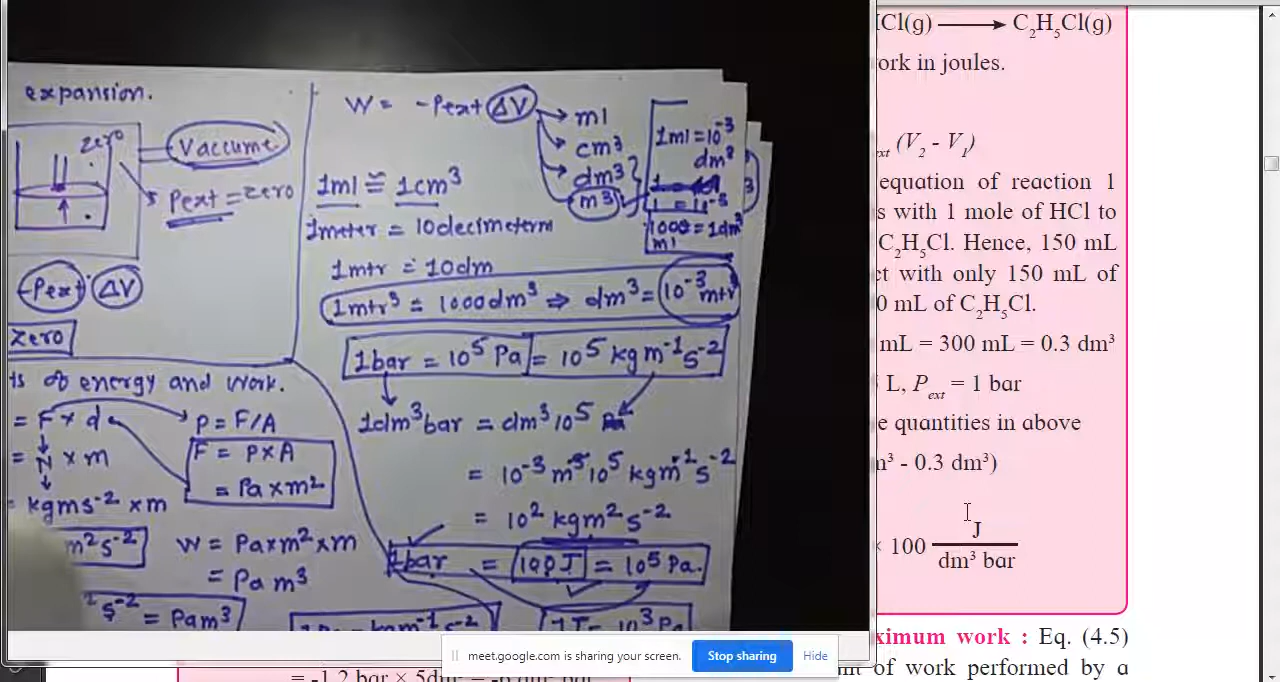 expansion.
zero
Vaccume
Pext = zero
-Pext ΔV
zero
ts of energy and work.
= F × d
P = F/A
= N × m
F = P×A
= Pa×m²
= kgms⁻² × m
m² s⁻²
W = Pa×m²×m
= Pam³
s⁻² = Pam³
W = -Pext ΔV
ml
cm³
dm³
m³
1ml = 10⁻³
dm³
1000 = 1dm³
ml
1ml ≅ 1cm³
1meter = 10decimeterm
1mtr = 10dm
1mtr³ = 1000dm³ ⇒ dm³ = 10⁻³ mtr³
1bar = 10⁵ Pa = 10⁵ kg m⁻¹ s⁻²
1dm³bar = dm³ 10⁵
= 10⁻³ m³ 10⁵ kgm⁻¹ s⁻²
= 10² kgm² s⁻²
1bar = 100J = 10⁵ Pa.
1J = 10³ Pa
HCl(g) ⟶ C₂H₅Cl(g)
ork in joules.
ext (V₂ - V₁)
equation of reaction 1
s with 1 mole of HCl to
C₂H₅Cl. Hence, 150 mL
ct with only 150 mL of
0 mL of C₂H₅Cl.
mL = 300 mL = 0.3 dm³
L, Pext = 1 bar
e quantities in above
m³ - 0.3 dm³)
× 100 J
dm³ bar
ximum work : Eq. (4.5)
nt of work performed by a
= -1.2 bar × 5dm³ = -6 dm³ bar
meet.google.com is sharing your screen.
Stop sharing
Hide